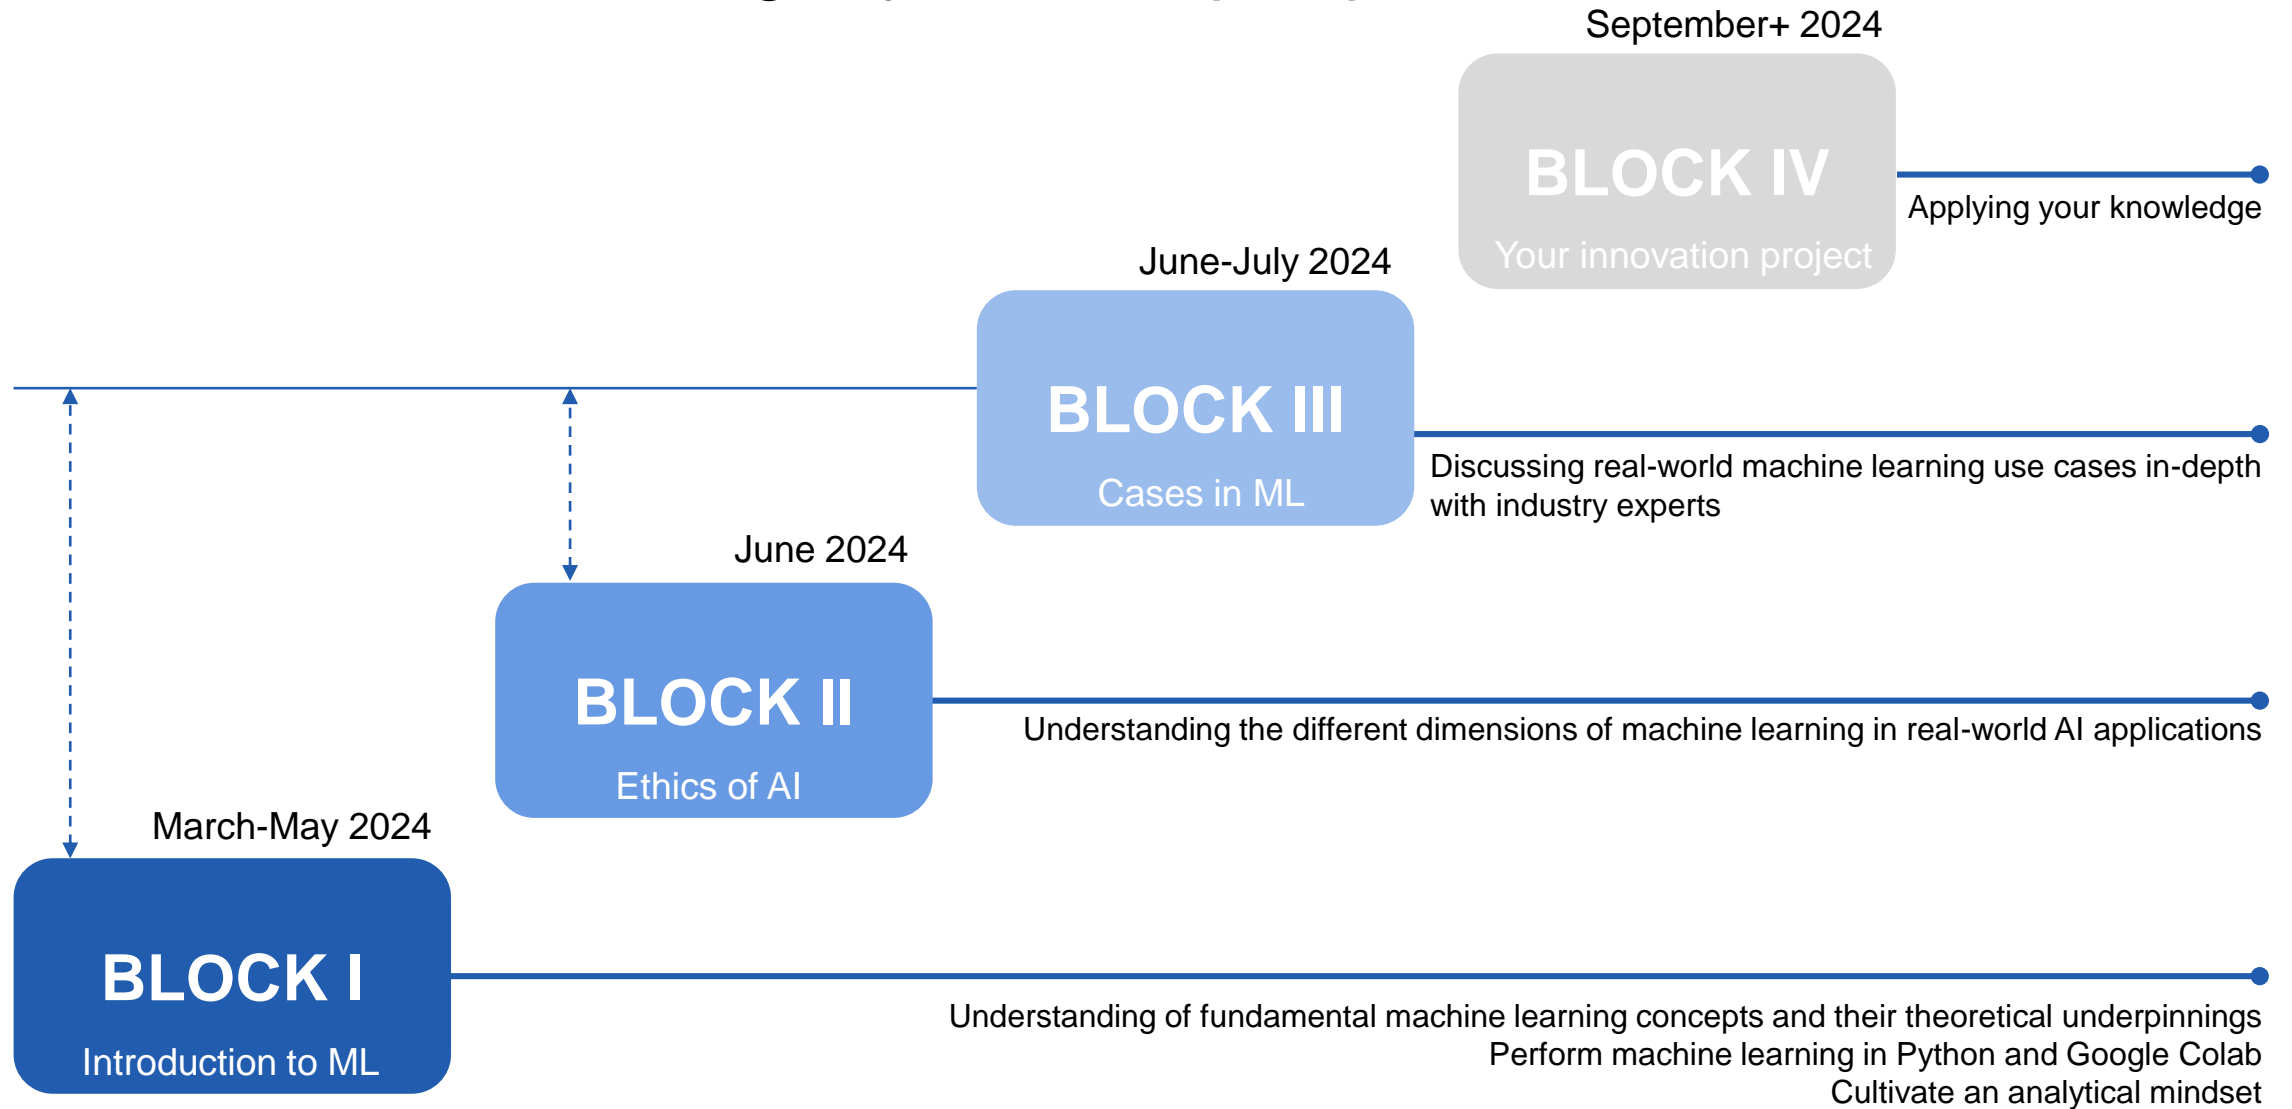 September+ 2024
BLOCK IV
Your innovation project
Applying your knowledge
June-July 2024
BLOCK III
Cases in ML
Discussing real-world machine learning use cases in-depth
with industry experts
June 2024
BLOCK II
Ethics of AI
Understanding the different dimensions of machine learning in real-world AI applications
March-May 2024
BLOCK I
Introduction to ML
Understanding of fundamental machine learning concepts and their theoretical underpinnings
Perform machine learning in Python and Google Colab
Cultivate an analytical mindset